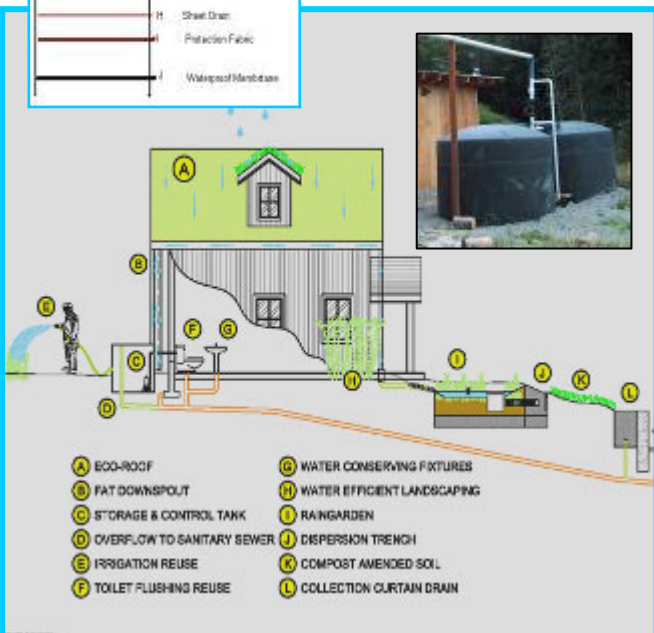 H Sheet Drain
Protection Fabric
J Waterproof Membrane
A
B
E
F
G
C
D
H
I
J
K
L
A ECO-ROOF
B FAT DOWNSPOUT
C STORAGE & CONTROL TANK
D OVERFLOW TO SANITARY SEWER
E IRRIGATION REUSE
F TOILET FLUSHING REUSE
G WATER CONSERVING FIXTURES
H WATER EFFICIENT LANDSCAPING
I RAINGARDEN
J DISPERSION TRENCH
K COMPOST AMENDED SOIL
L COLLECTION CURTAIN DRAIN